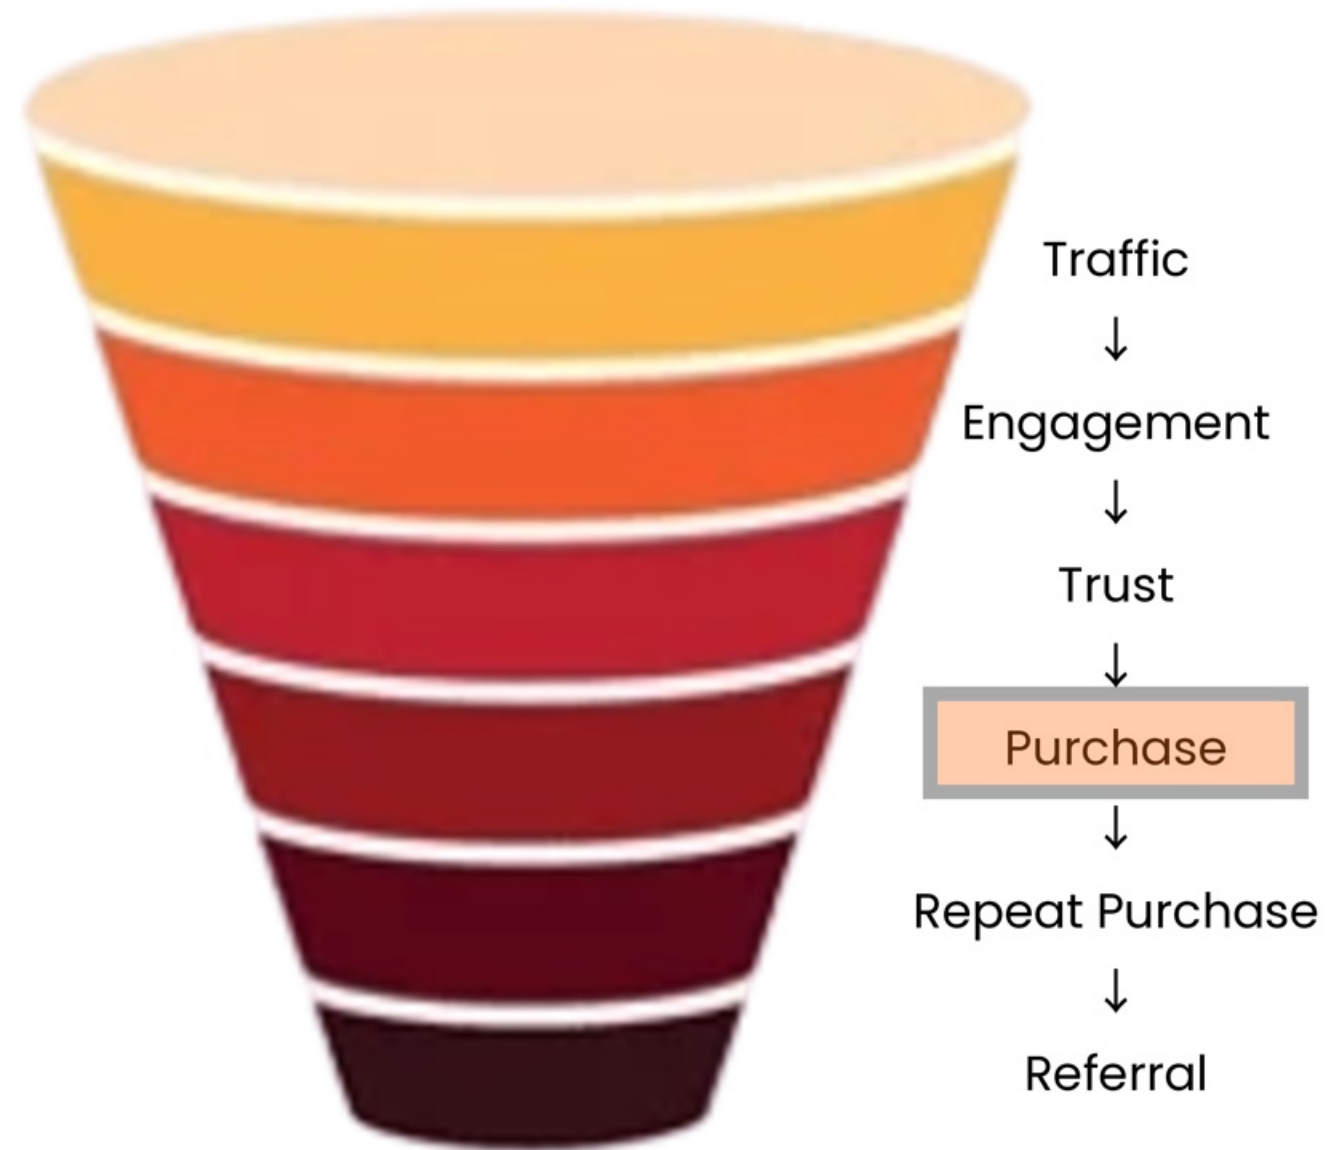 Traffic
↓
Engagement
↓
Trust
↓
Purchase
↓
Repeat Purchase
↓
Referral